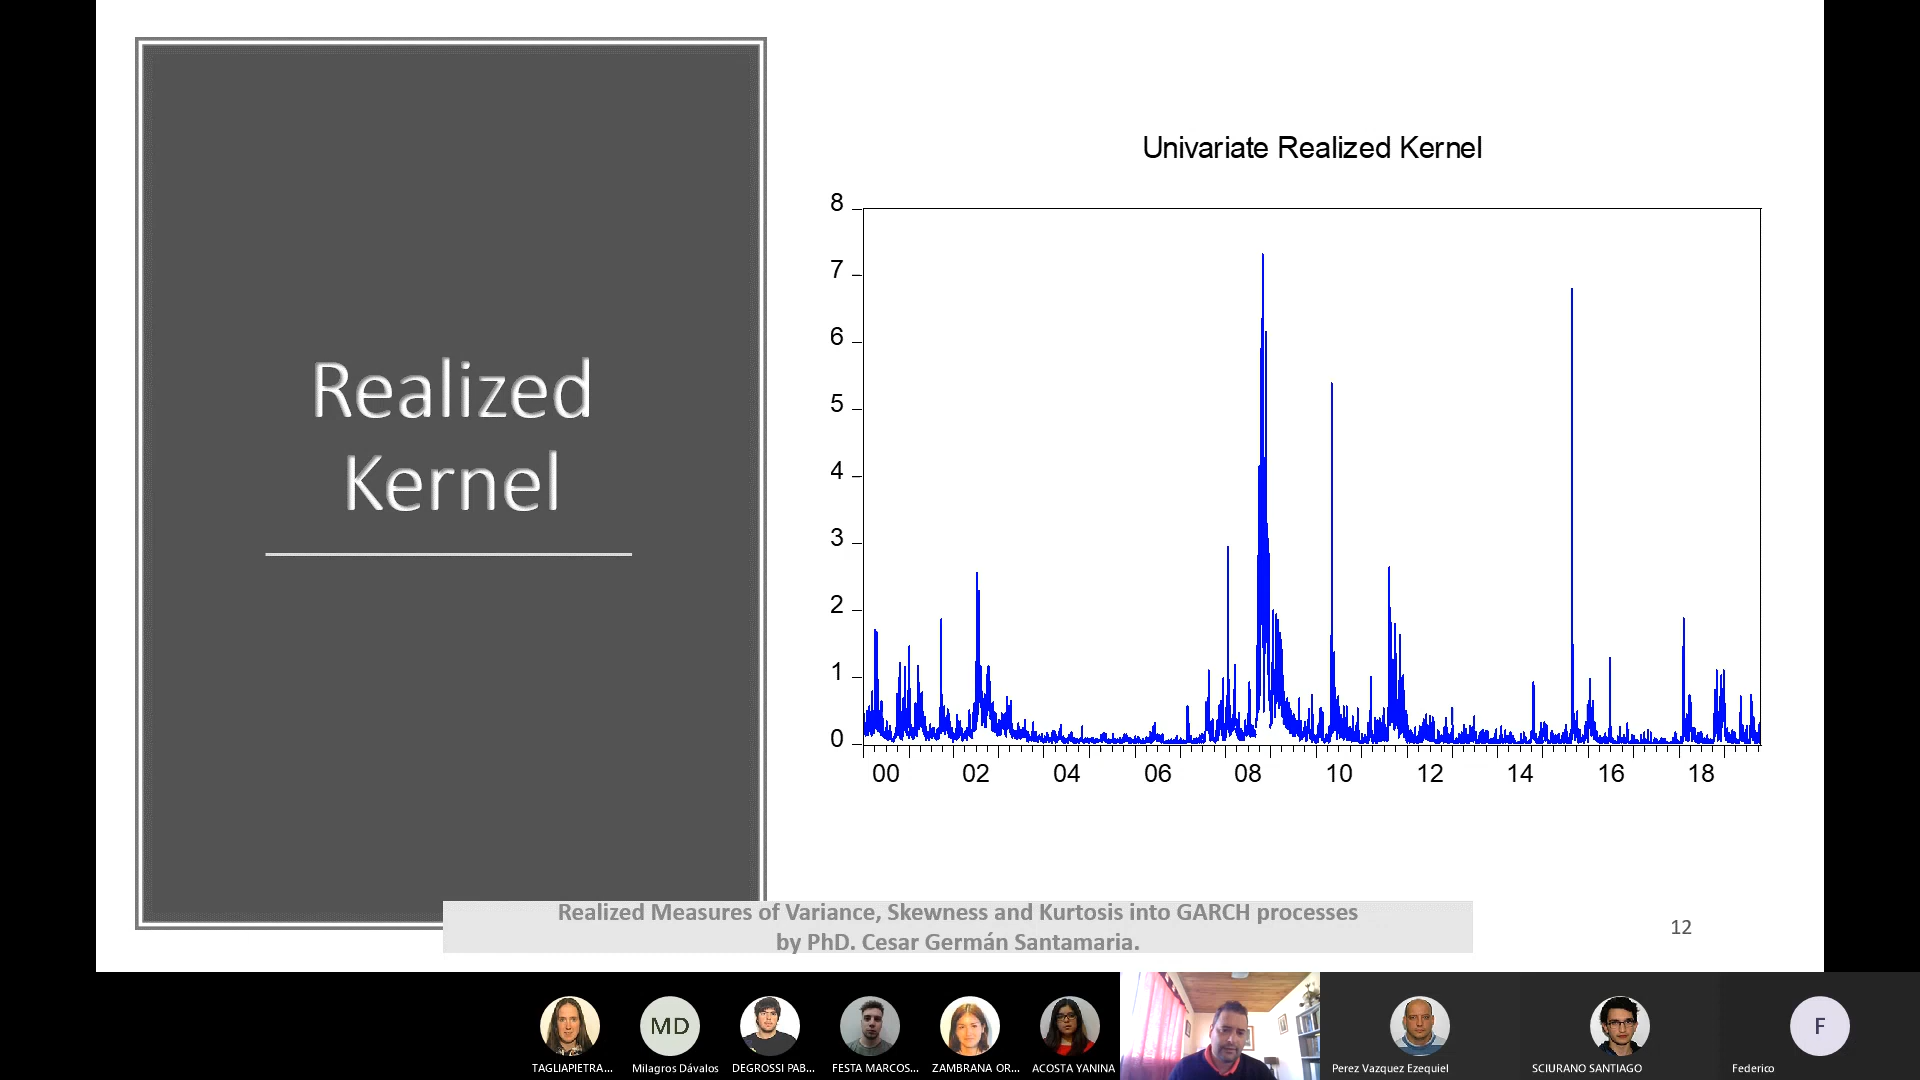 Realized
Kernel
Univariate Realized Kernel
8
7
6
5
4
3
2
1
0
00 02 04 06 08 10 12 14 16 18
Realized Measures of Variance, Skewness and Kurtosis into GARCH processes
by PhD. Cesar Germán Santamaria.
12
MD
F
TAGLIAPIETRA... Milagros Dávalos DEGROSSI PAB... FESTA MARCOS... ZAMBRANA OR... ACOSTA YANINA Perez Vazquez Ezequiel SCIURANO SANTIAGO Federico